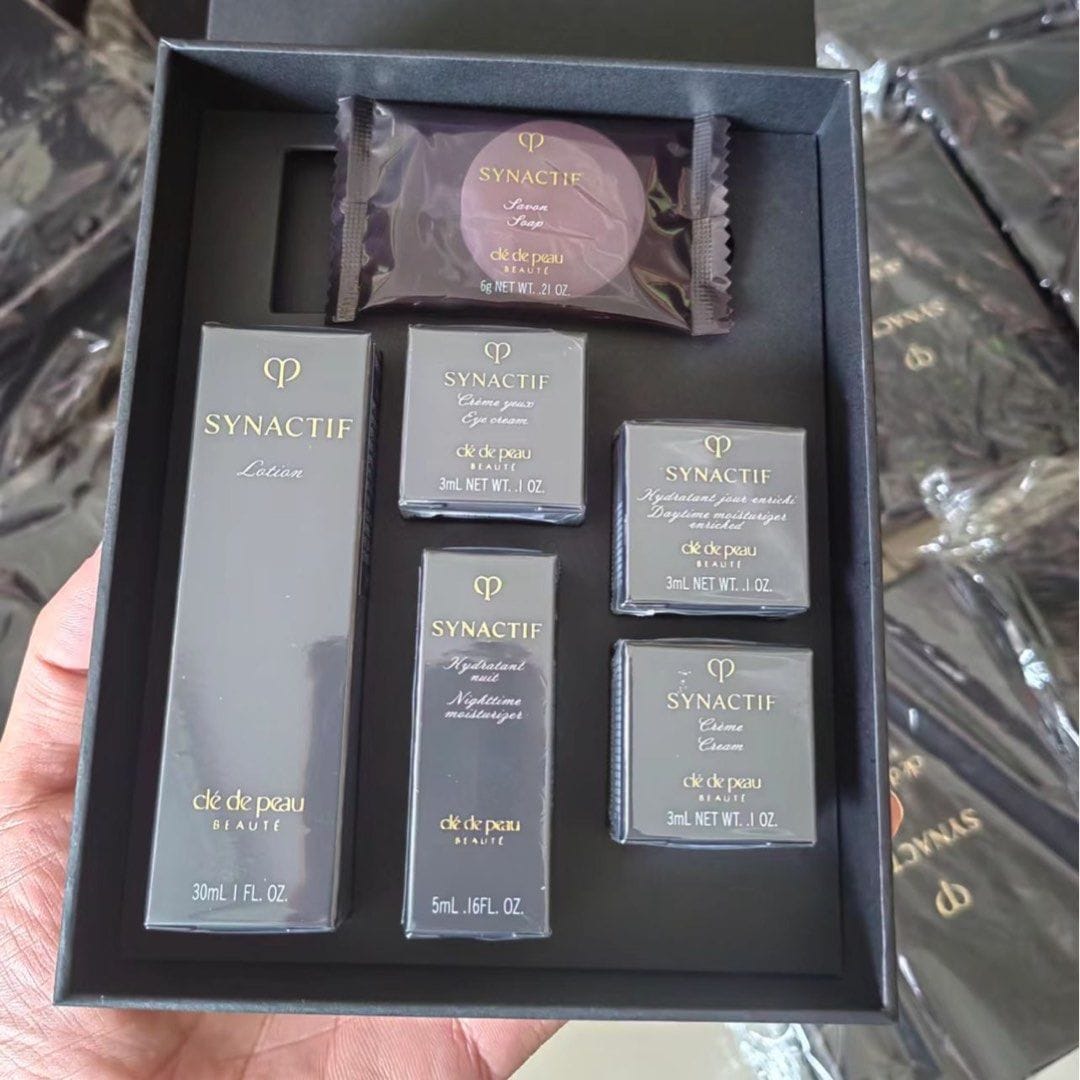 SYNACTIF
Savon
Soap
clé de peau
BEAUTÉ
6g NET WT. .21 OZ.
SYNACTIF
Lotion
clé de peau
BEAUTÉ
30mL 1 FL. OZ.
SYNACTIF
Crème yeux
Eye cream
clé de peau
BEAUTÉ
3mL NET WT. .1 OZ.
SYNACTIF
Hydratant jour enrichi
Daytime moisturizer
enriched
clé de peau
BEAUTÉ
3mL NET WT. .1 OZ.
SYNACTIF
Hydratant
nuit
Nighttime
moisturizer
clé de peau
BEAUTÉ
5mL .16FL. OZ.
SYNACTIF
Crème
Cream
clé de peau
BEAUTÉ
3mL NET WT. .1 OZ.